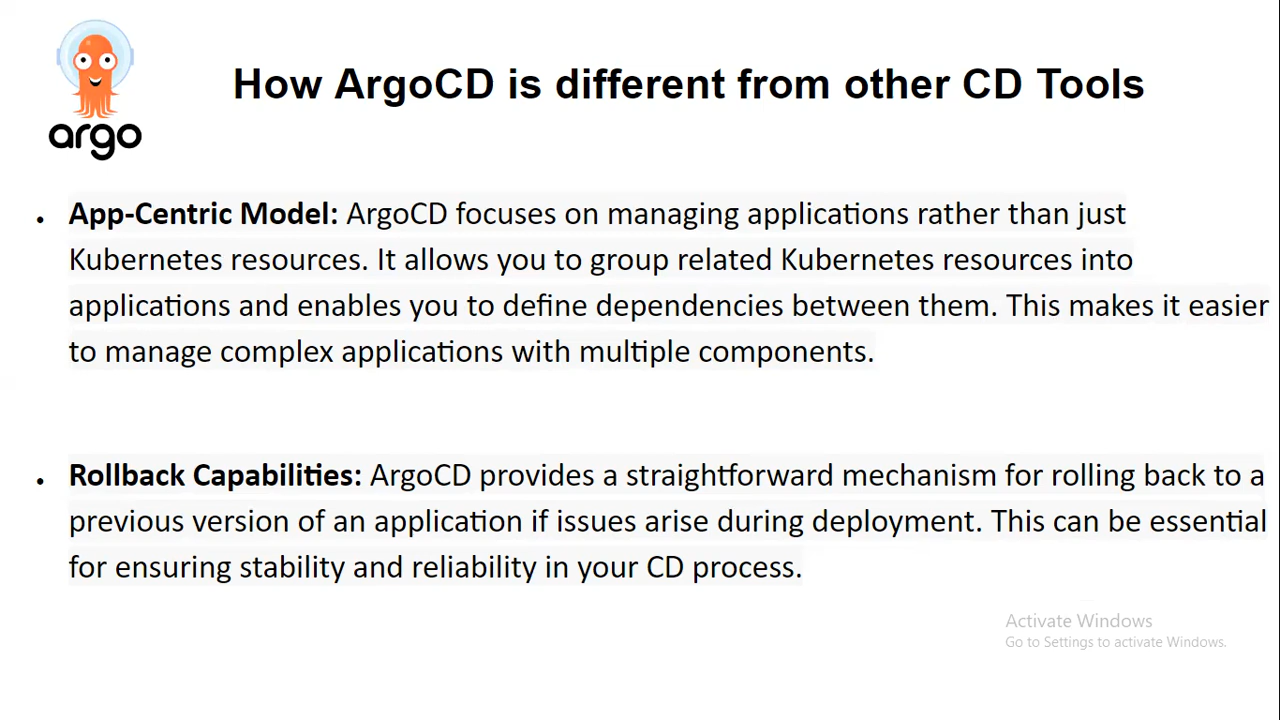 How ArgoCD is different from other CD Tools
argo
• App-Centric Model: ArgoCD focuses on managing applications rather than just
Kubernetes resources. It allows you to group related Kubernetes resources into
applications and enables you to define dependencies between them. This makes it easier
to manage complex applications with multiple components.
• Rollback Capabilities: ArgoCD provides a straightforward mechanism for rolling back to a
previous version of an application if issues arise during deployment. This can be essential
for ensuring stability and reliability in your CD process.
Activate Windows
Go to Settings to activate Windows.